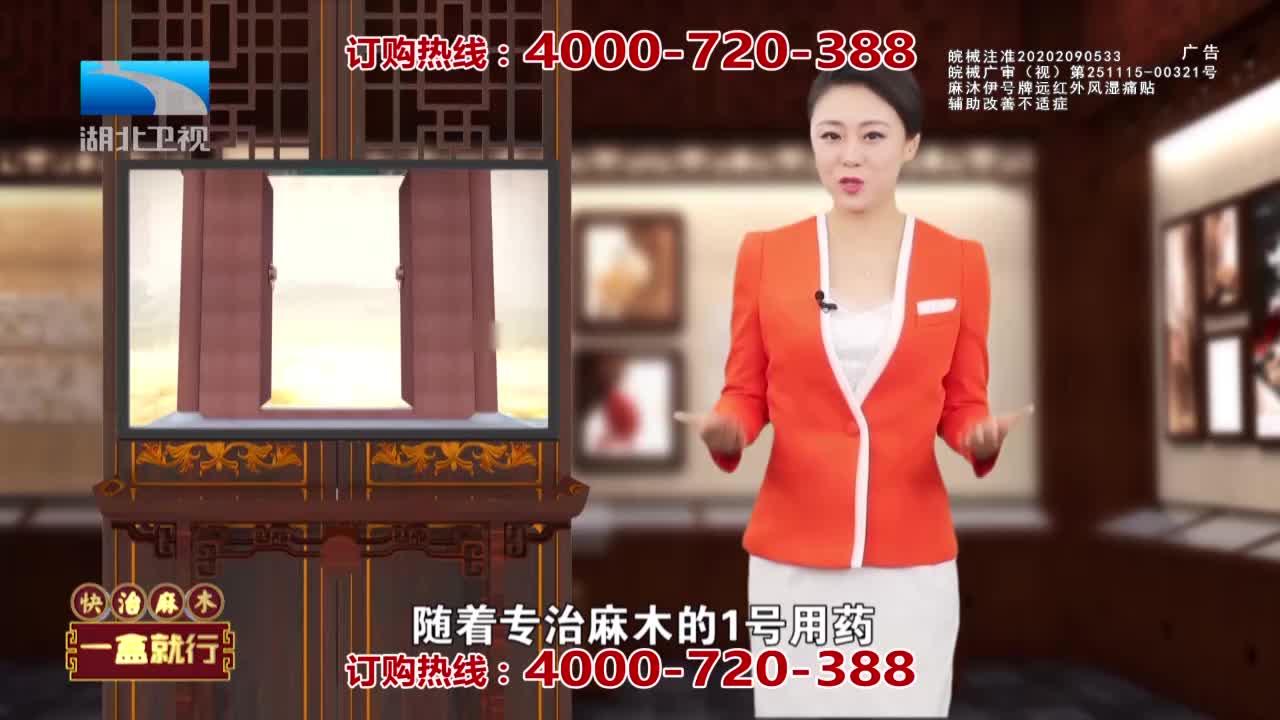 订购热线：4000-720-388
皖械注准20202090533
广告
皖械广审（视）第251115-00321号
麻沐伊号牌远红外风湿痛贴
辅助改善不适症
湖北卫视
快治麻木
一盒就行
随着专治麻木的1号用药
订购热线：4000-720-388